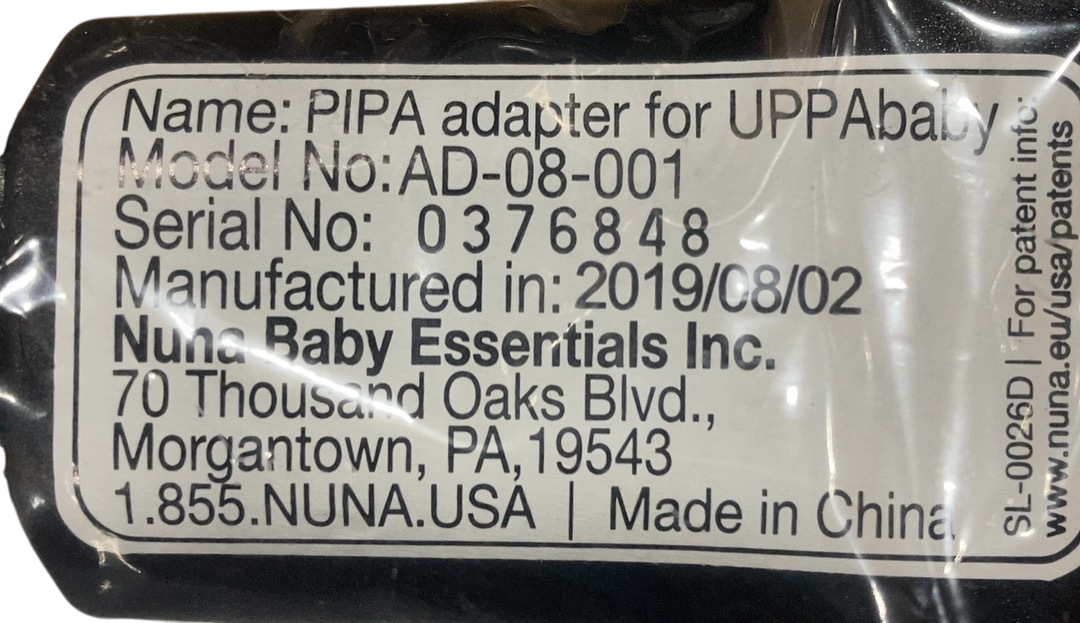 Name: PIPA adapter for UPPAbaby
Model No:AD-08-001
Serial No: 0376848
Manufactured in: 2019/08/02
Nuna Baby Essentials Inc.
70 Thousand Oaks Blvd.,
Morgantown, PA,19543
1.855.NUNA.USA | Made in China
SL-0026D | For patent info:
www.nuna.eu/usa/patents